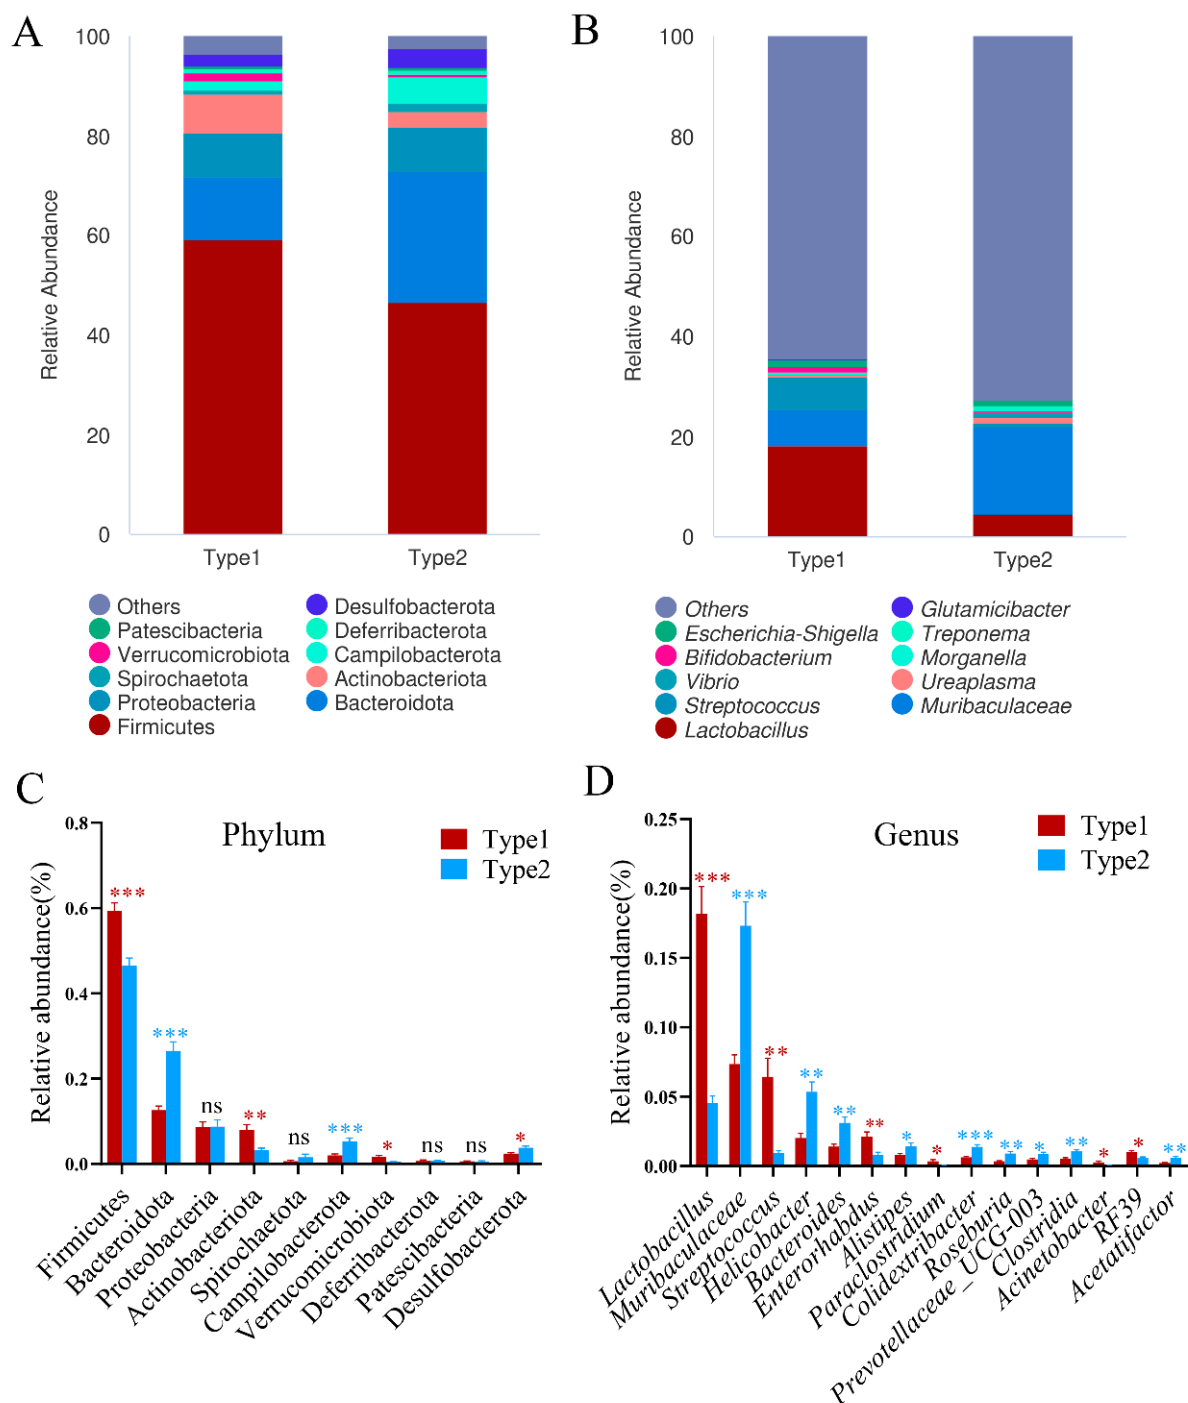 A
100
80
60
40
20
0
Relative Abundance
Type1
Type2
Others
Patescibacteria
Verrucomicrobiota
Spirochaetota
Proteobacteria
Firmicutes
Desulfobacterota
Deferribacterota
Campilobacterota
Actinobacteriota
Bacteroidota
B
100
80
60
40
20
0
Relative Abundance
Type1
Type2
Others
Escherichia-Shigella
Bifidobacterium
Vibrio
Streptococcus
Lactobacillus
Glutamicibacter
Treponema
Morganella
Ureaplasma
Muribaculaceae
C
Phylum
Type1
Type2
Relative abundance(%)
0.8
0.6
0.4
0.2
0.0
***
***
ns
**
ns
***
*
ns
ns
*
Firmicutes
Bacteroidota
Proteobacteria
Actinobacteriota
Spirochaetota
Campilobacterota
Verrucomicrobiota
Deferribacterota
Patescibacteria
Desulfobacterota
D
Genus
Type1
Type2
Relative abundance(%)
0.25
0.20
0.15
0.10
0.05
0.00
***
***
**
**
**
**
*
*
***
**
*
**
*
*
**
Lactobacillus
Muribaculaceae
Streptococcus
Helicobacter
Bacteroides
Enterorhabdus
Alistipes
Paraclostridium
Colidextribacter
Roseburia
Prevotellaceae_ UCG-003
Clostridia
Acinetobacter
RF39
Acetatifactor